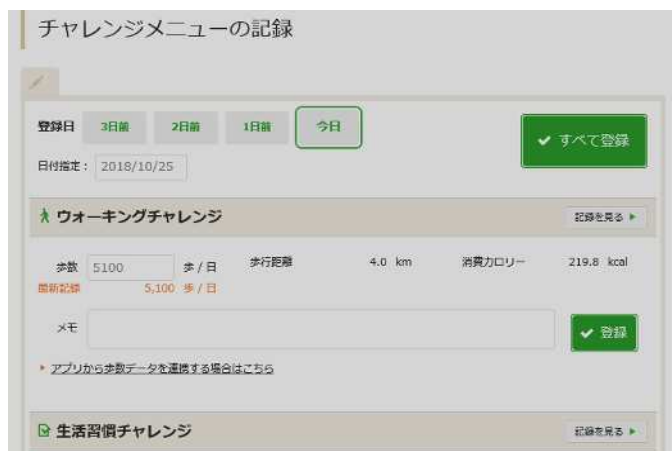 チャレンジメニューの記録
登録日 3日前 2日前 1日前 今日
すべて登録
日付指定： 2018/10/25
ウォーキングチャレンジ 記録を見る
歩数 5100 歩 / 日 歩行距離 4.0 km 消費カロリー 219.8 kcal
最新記録 5,100 歩 / 日
メモ
登録
アプリから歩数データを連携する場合はこちら
生活習慣チャレンジ 記録を見る